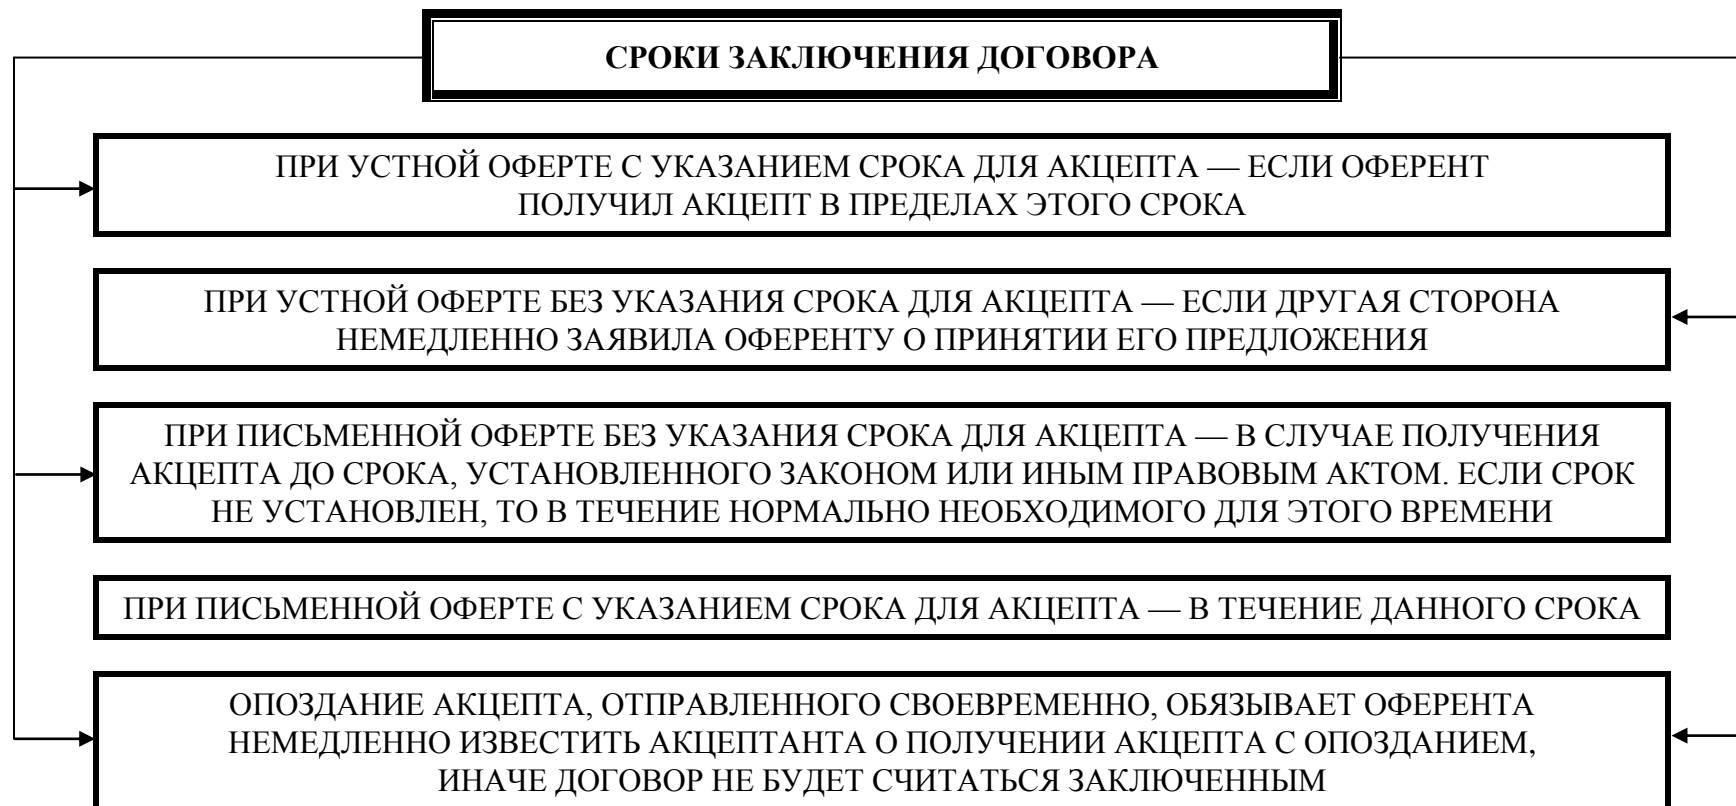 СРОКИ ЗАКЛЮЧЕНИЯ ДОГОВОРА
ПРИ УСТНОЙ ОФЕРТЕ С УКАЗАНИЕМ СРОКА ДЛЯ АКЦЕПТА — ЕСЛИ ОФЕРЕНТ
ПОЛУЧИЛ АКЦЕПТ В ПРЕДЕЛАХ ЭТОГО СРОКА
ПРИ УСТНОЙ ОФЕРТЕ БЕЗ УКАЗАНИЯ СРОКА ДЛЯ АКЦЕПТА — ЕСЛИ ДРУГАЯ СТОРОНА
НЕМЕДЛЕННО ЗАЯВИЛА ОФЕРЕНТУ О ПРИНЯТИИ ЕГО ПРЕДЛОЖЕНИЯ
ПРИ ПИСЬМЕННОЙ ОФЕРТЕ БЕЗ УКАЗАНИЯ СРОКА ДЛЯ АКЦЕПТА — В СЛУЧАЕ ПОЛУЧЕНИЯ
АКЦЕПТА ДО СРОКА, УСТАНОВЛЕННОГО ЗАКОНОМ ИЛИ ИНЫМ ПРАВОВЫМ АКТОМ. ЕСЛИ СРОК
НЕ УСТАНОВЛЕН, ТО В ТЕЧЕНИЕ НОРМАЛЬНО НЕОБХОДИМОГО ДЛЯ ЭТОГО ВРЕМЕНИ
ПРИ ПИСЬМЕННОЙ ОФЕРТЕ С УКАЗАНИЕМ СРОКА ДЛЯ АКЦЕПТА — В ТЕЧЕНИЕ ДАННОГО СРОКА
ОПОЗДАНИЕ АКЦЕПТА, ОТПРАВЛЕННОГО СВОЕВРЕМЕННО, ОБЯЗЫВАЕТ ОФЕРЕНТА
НЕМЕДЛЕННО ИЗВЕСТИТЬ АКЦЕПТАНТА О ПОЛУЧЕНИИ АКЦЕПТА С ОПОЗДАНИЕМ,
ИНАЧЕ ДОГОВОР НЕ БУДЕТ СЧИТАТЬСЯ ЗАКЛЮЧЕННЫМ